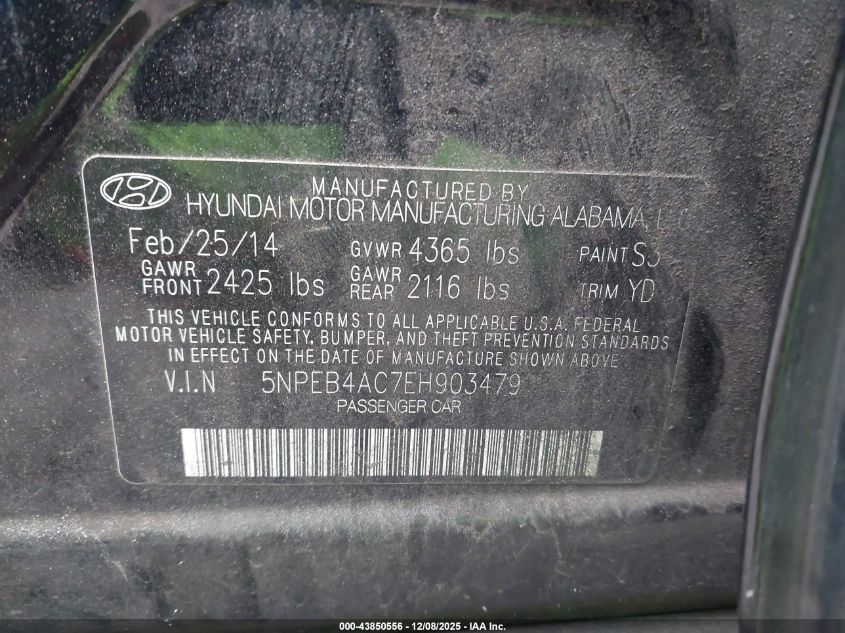 MANUFACTURED BY
HYUNDAI MOTOR MANUFACTURING ALABAMA,
Feb/25/14 GVWR 4365 lbs PAINT
GAWR FRONT 2425 lbs GAWR REAR 2116 lbs TRIM YD
THIS VEHICLE CONFORMS TO ALL APPLICABLE U.S.A. FEDERAL
MOTOR VEHICLE SAFETY, BUMPER, AND THEFT PREVENTION STANDARDS
IN EFFECT ON THE DATE OF MANUFACTURE SHOWN ABOVE.
V.I.N 5NPEB4AC7EH903479
PASSENGER CAR
000-43850556 - 12/08/2025 - IAA Inc.